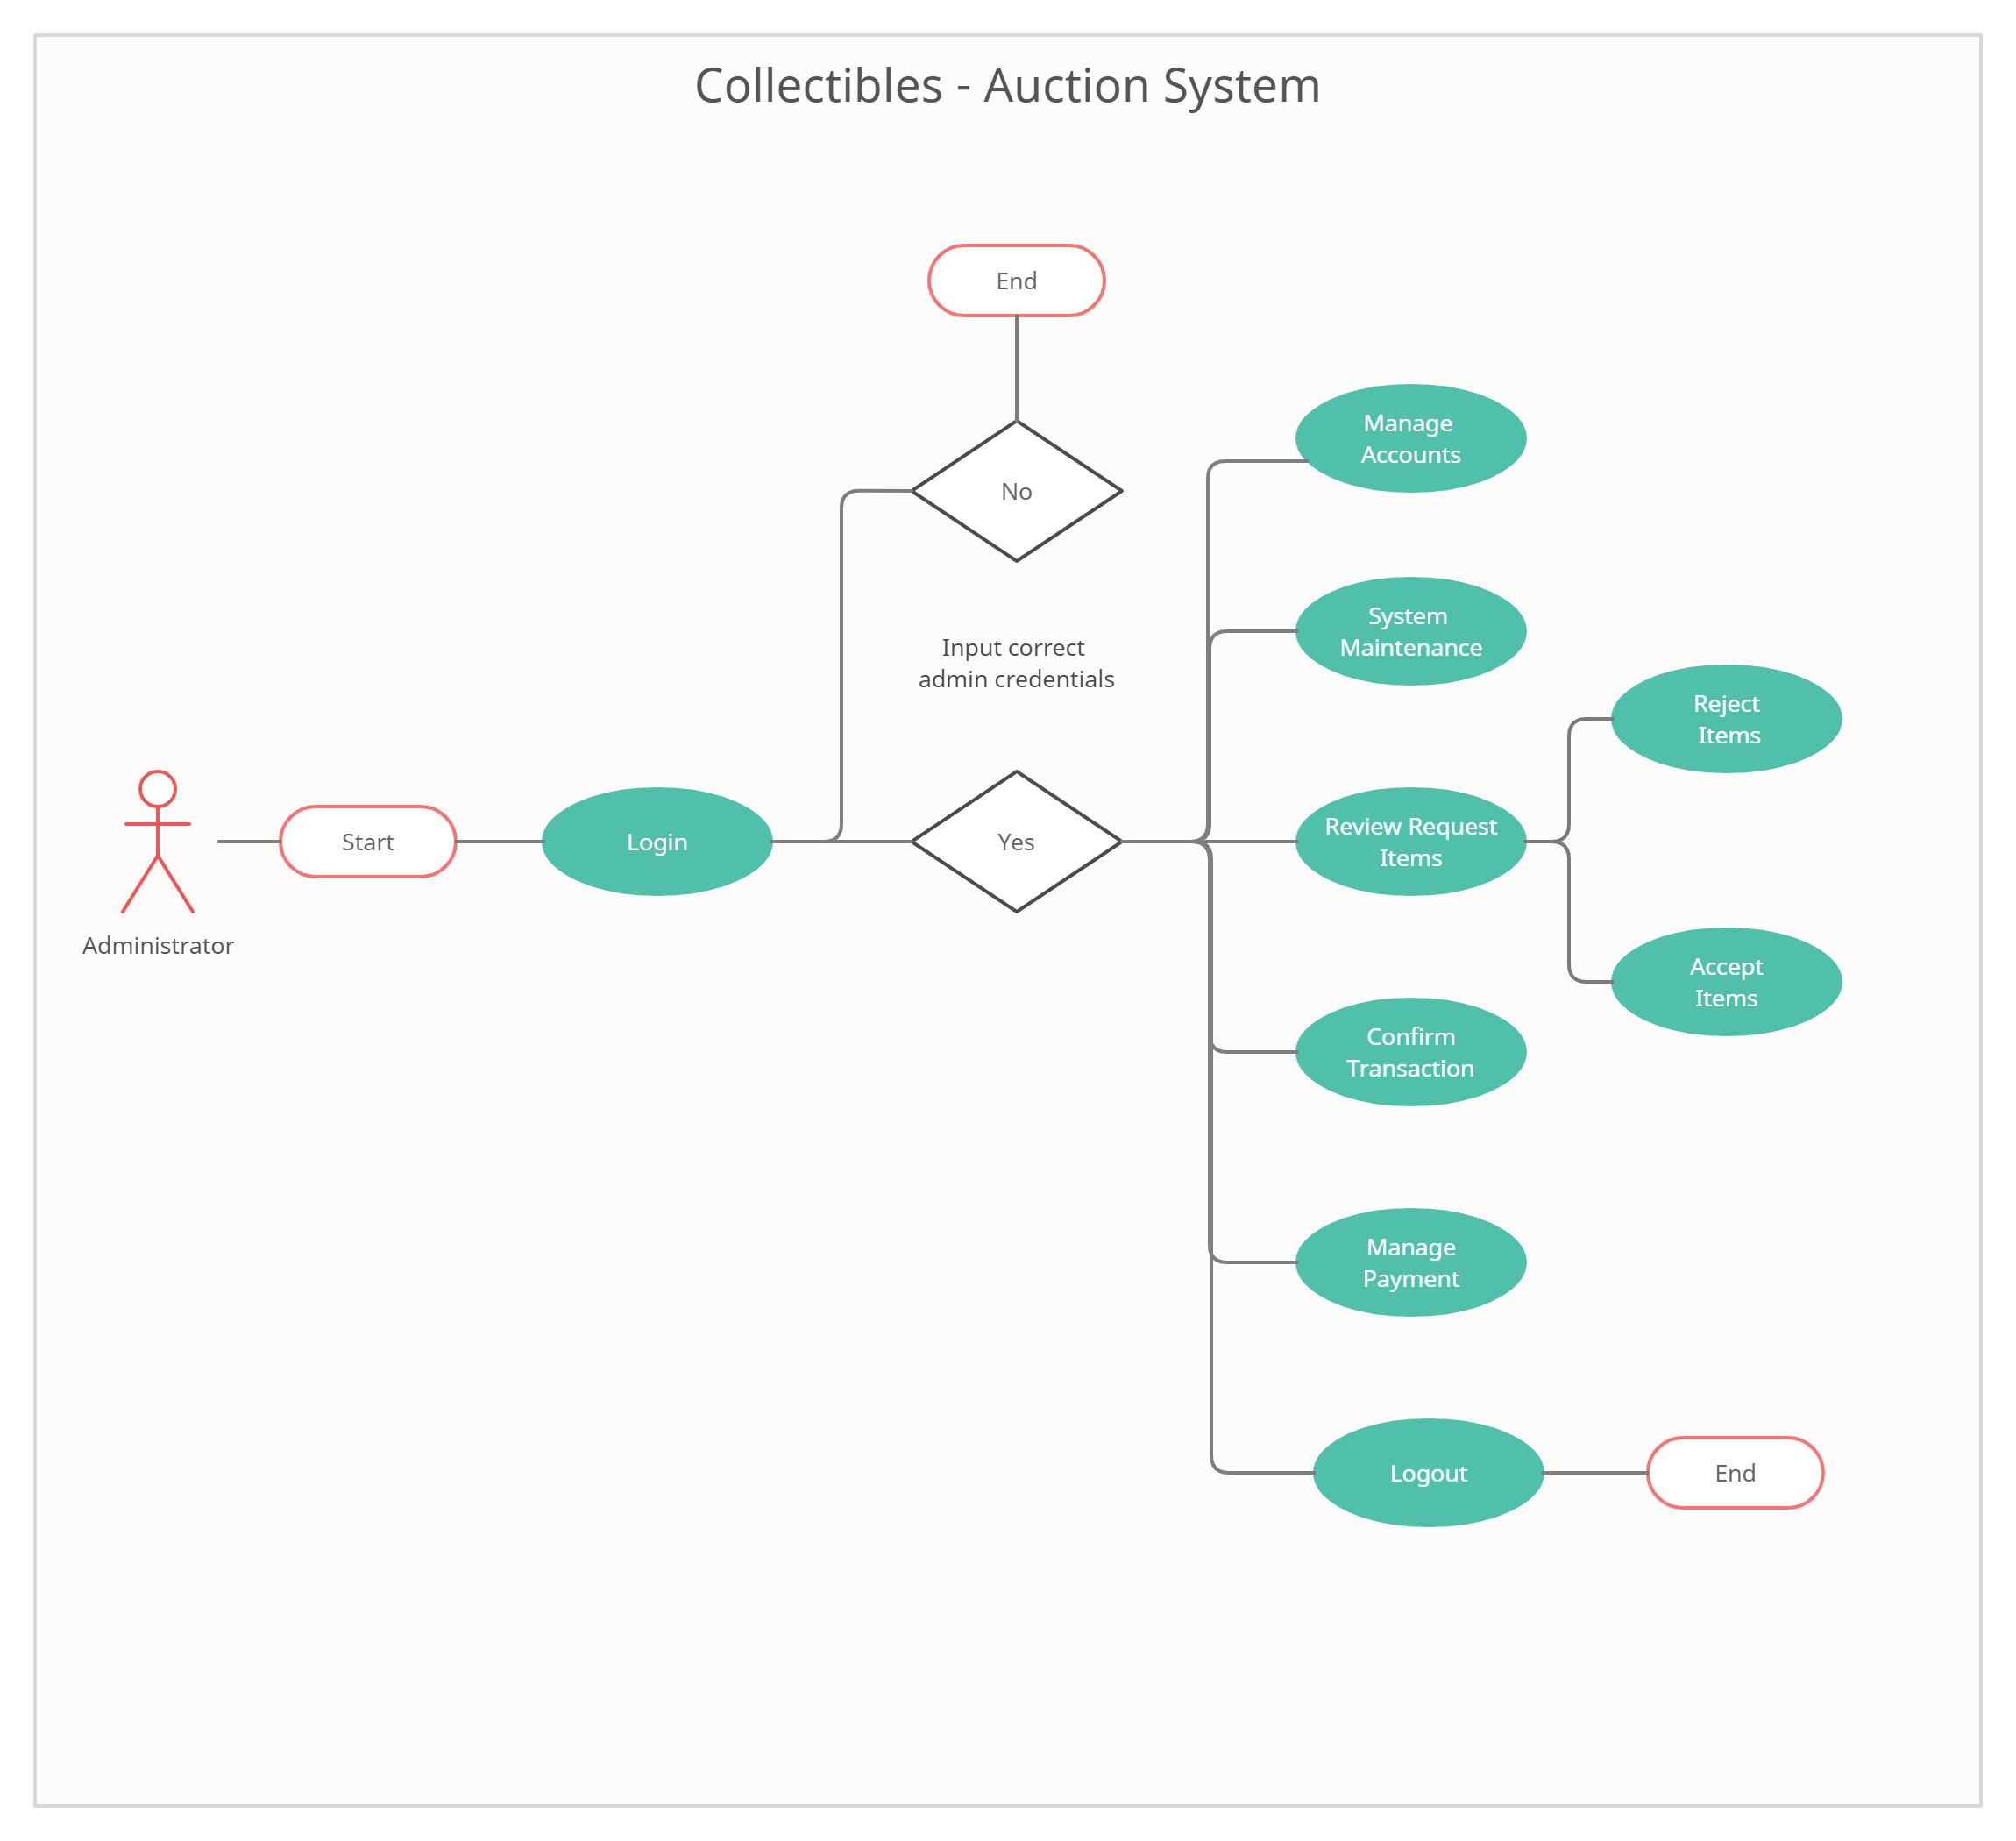 Collectibles - Auction System
End
No
Input correct
admin credentials
Administrator
Start
Login
Yes
Manage
Accounts
System
Maintenance
Review Request
Items
Reject
Items
Accept
Items
Confirm
Transaction
Manage
Payment
Logout
End